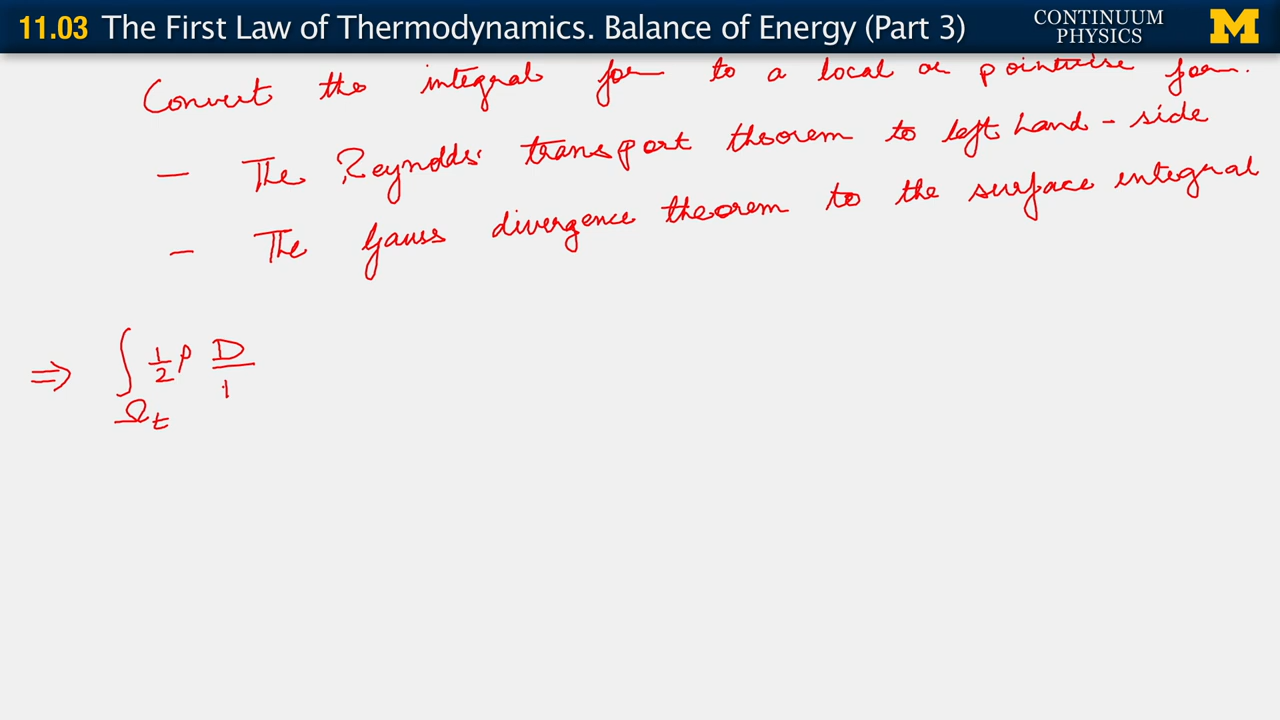 11.03 The First Law of Thermodynamics. Balance of Energy (Part 3)
CONTINUUM
PHYSICS
M
Convert the integral form to a local or pointwise form.
— The Reynolds' transport theorem to left hand-side
— The Gauss divergence theorem to the surface integral
⇒ ∫Ωt 1/2 ρ D/